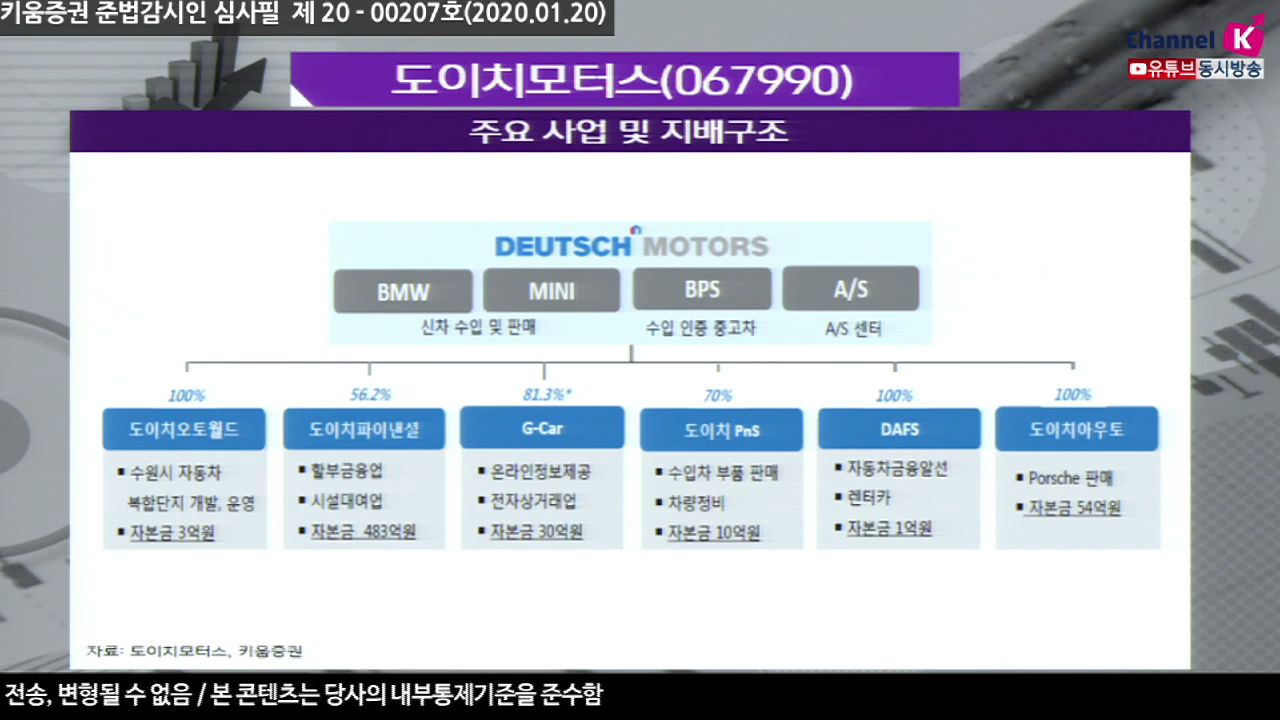 키움증권 준법감시인 심사필 제 20 - 00207호(2020.01.20)
Channel K
유튜브 동시방송
도이치모터스(067990)
주요 사업 및 지배구조
DEUTSCH MOTORS
BMW MINI BPS A/S
신차 수입 및 판매 수입 인증 중고차 A/S 센터
100% 56.2% 81.3%* 70% 100% 100%
도이치오토월드 도이치파이낸셜 G-Car 도이치 PnS DAFS 도이치아우토
▪ 수원시 자동차
복합단지 개발, 운영
▪ 자본금 3억원
▪ 할부금융업
▪ 시설대여업
▪ 자본금 483억원
▪ 온라인정보제공
▪ 전자상거래업
▪ 자본금 30억원
▪ 수입차 부품 판매
▪ 차량정비
▪ 자본금 10억원
▪ 자동차금융알선
▪ 렌터카
▪ 자본금 1억원
▪ Porsche 판매
▪ 자본금 54억원
자료: 도이치모터스, 키움증권
전송, 변형될 수 없음 / 본 콘텐츠는 당사의 내부통제기준을 준수함